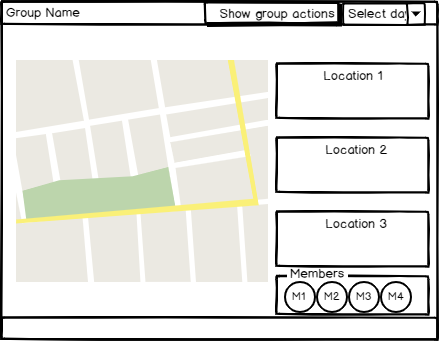 Group Name
Show group actions
Select day
Location 1
Location 2
Location 3
Members
M1 M2 M3 M4